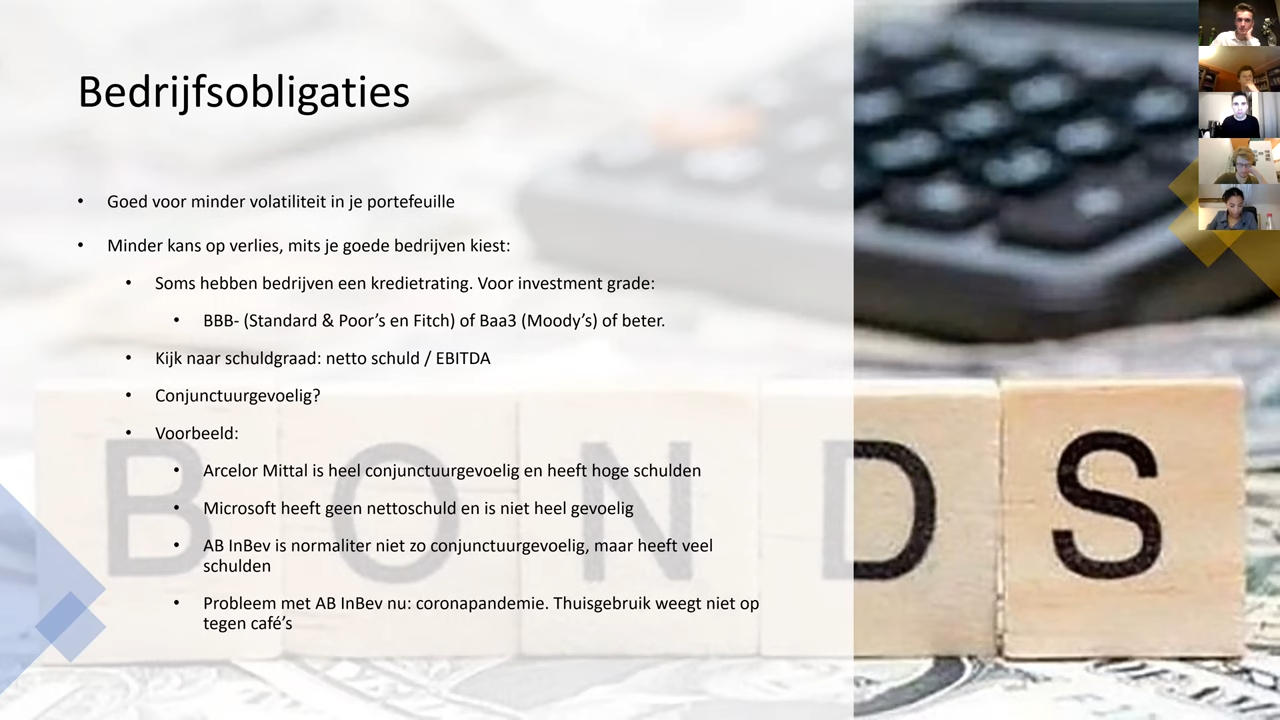 Bedrijfsobligaties
• Goed voor minder volatiliteit in je portefeuille
• Minder kans op verlies, mits je goede bedrijven kiest:
• Soms hebben bedrijven een kredietrating. Voor investment grade:
• BBB- (Standard & Poor’s en Fitch) of Baa3 (Moody’s) of beter.
• Kijk naar schuldgraad: netto schuld / EBITDA
• Conjunctuurgevoelig?
• Voorbeeld:
• Arcelor Mittal is heel conjunctuurgevoelig en heeft hoge schulden
• Microsoft heeft geen nettoschuld en is niet heel gevoelig
• AB InBev is normaliter niet zo conjunctuurgevoelig, maar heeft veel
schulden
• Probleem met AB InBev nu: coronapandemie. Thuisgebruik weegt niet op
tegen café’s
BONDS